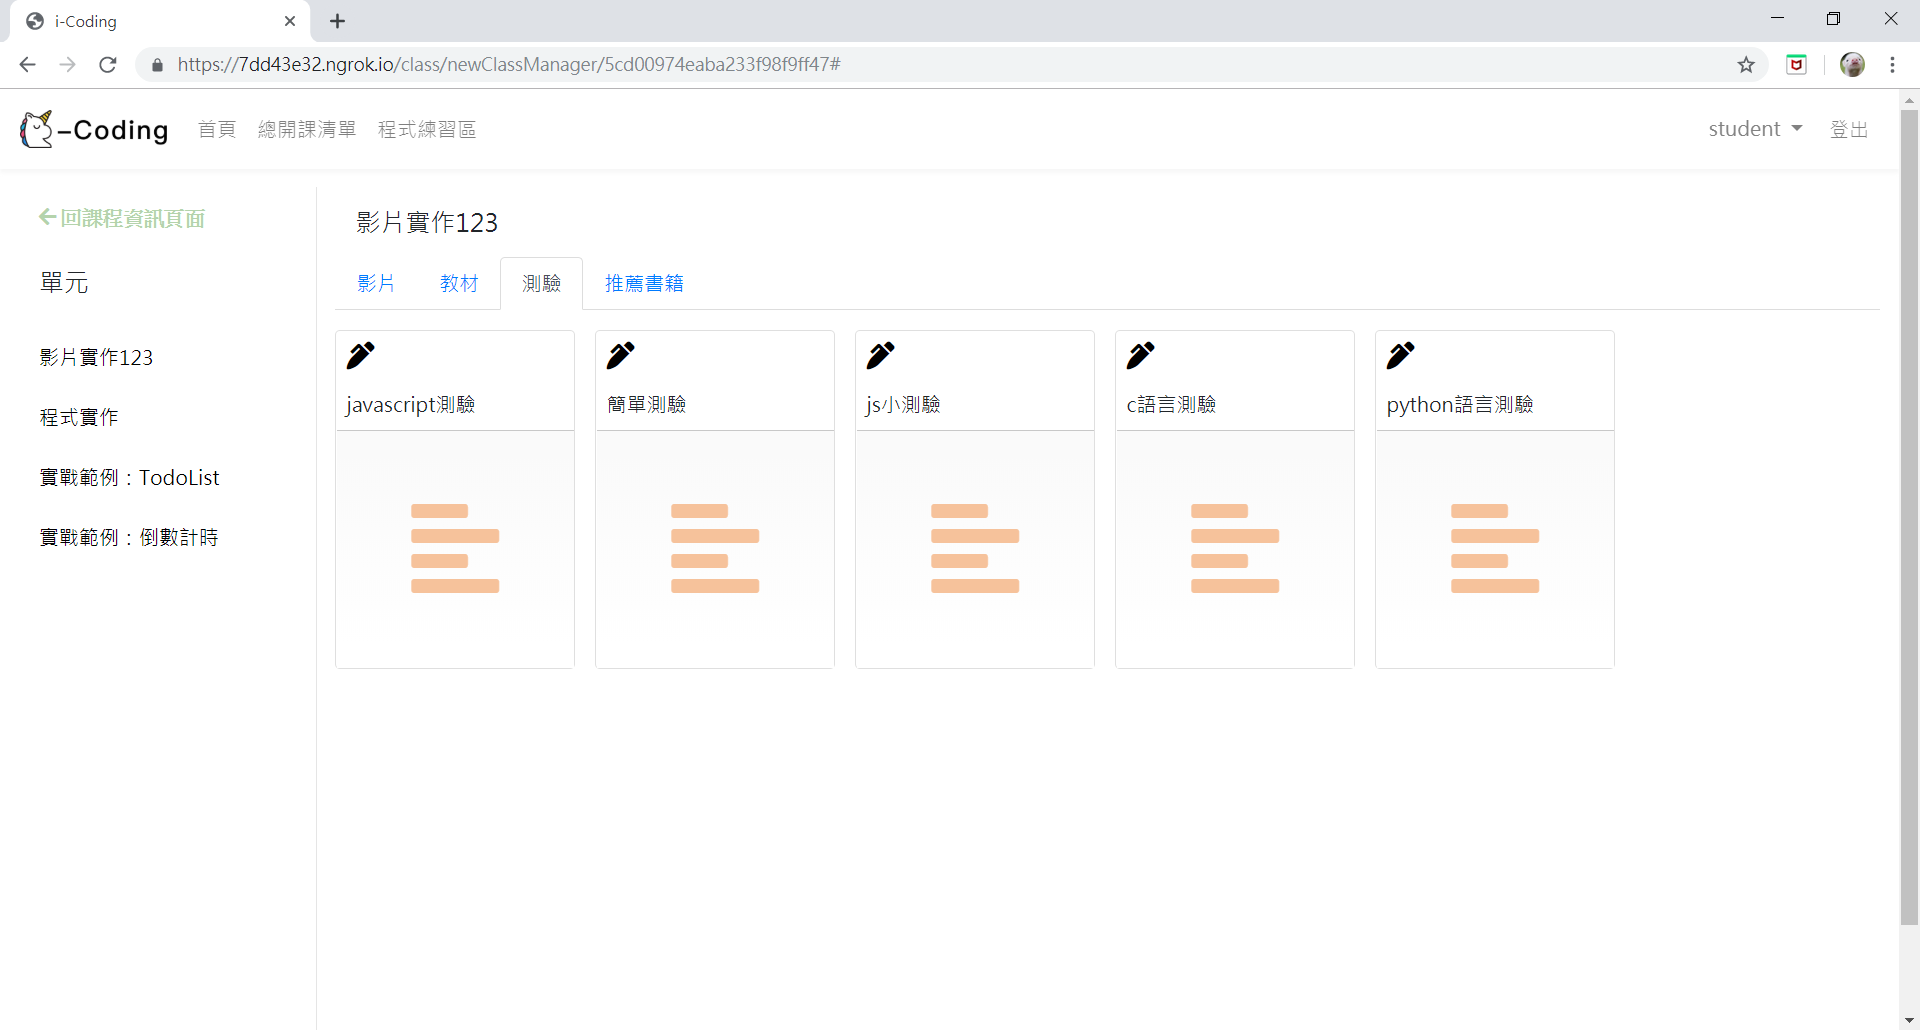 i-Coding
https://7dd43e32.ngrok.io/class/newClassManager/5cd00974eaba233f98f9ff47#
-Coding 首頁 總開課清單 程式練習區 student 登出
回課程資訊頁面
單元
影片實作123
程式實作
實戰範例：TodoList
實戰範例：倒數計時
影片實作123
影片 教材 測驗 推薦書籍
javascript測驗
簡單測驗
js小測驗
c語言測驗
python語言測驗